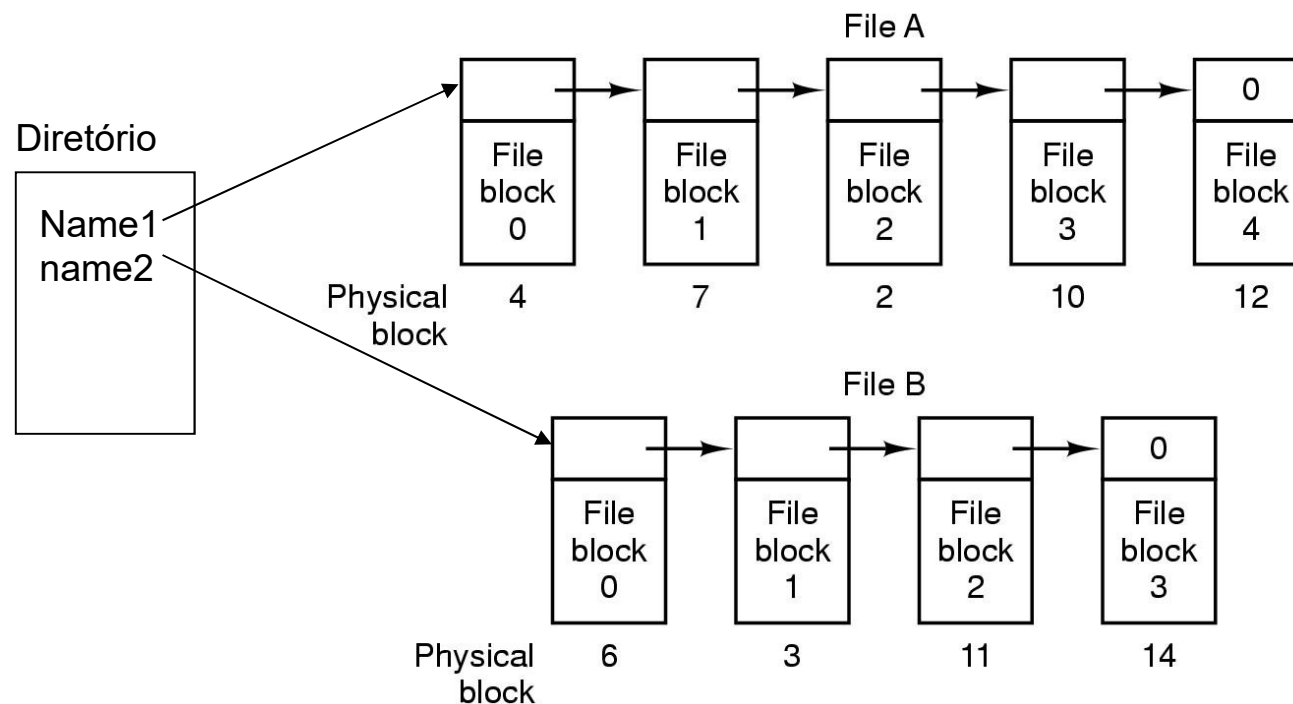 File A
0
File
block
0
File
block
1
File
block
2
File
block
3
File
block
4
Diretório
Name1
name2
Physical
block
4
7
2
10
12
File B
0
File
block
0
File
block
1
File
block
2
File
block
3
Physical
block
6
3
11
14